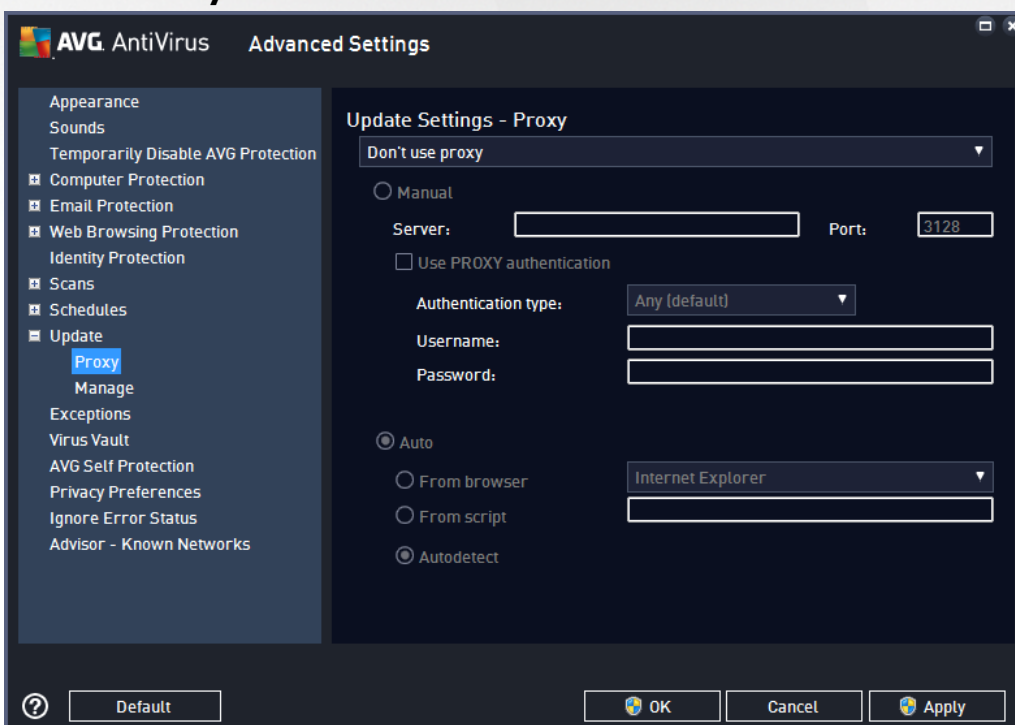 AVG. AntiVirus Advanced Settings
Appearance
Sounds
Temporarily Disable AVG Protection
Computer Protection
Email Protection
Web Browsing Protection
Identity Protection
Scans
Schedules
Update
Proxy
Manage
Exceptions
Virus Vault
AVG Self Protection
Privacy Preferences
Ignore Error Status
Advisor - Known Networks
Update Settings - Proxy
Don't use proxy
Manual
Server: Port: 3128
Use PROXY authentication
Authentication type: Any (default)
Username:
Password:
Auto
From browser Internet Explorer
From script
Autodetect
Default OK Cancel Apply